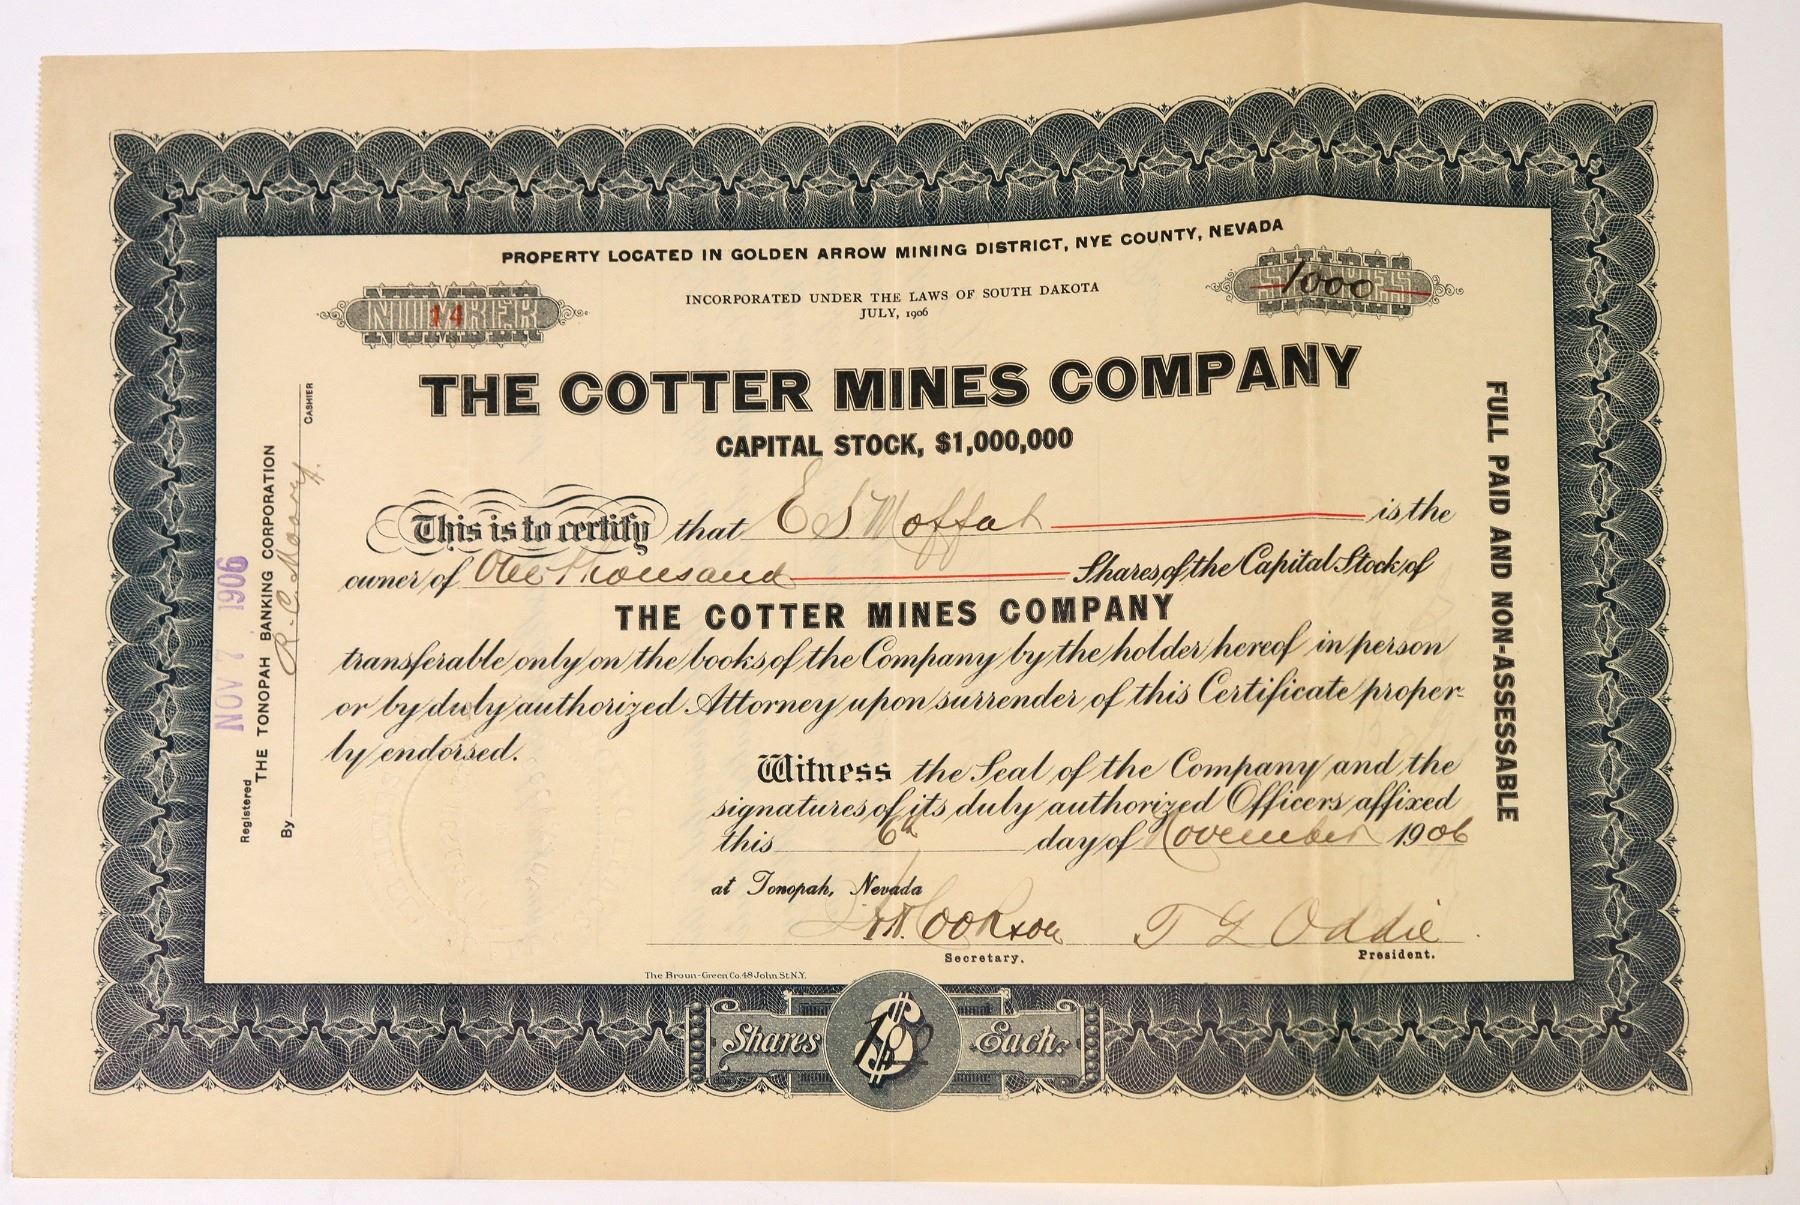 PROPERTY LOCATED IN GOLDEN ARROW MINING DISTRICT, NYE COUNTY, NEVADA
NUMBER
14
INCORPORATED UNDER THE LAWS OF SOUTH DAKOTA
JULY, 1906
SHARES
1000
THE COTTER MINES COMPANY
CAPITAL STOCK, $1,000,000
This is to certify that E S Moffat is the
owner of One Thousand Shares of the Capital Stock of
THE COTTER MINES COMPANY
transferable only on the books of the Company by the holder hereof in person
or by duly authorized Attorney upon surrender of this Certificate proper-
ly endorsed.
Witness the Seal of the Company and the
signatures of its duly authorized Officers affixed
this 6th day of November 1906
at Tonopah, Nevada
Cookson T L Oddie
Secretary. President.
NOV 7 1906
Registered
THE TONOPAH BANKING CORPORATION
By R. C. Moore CASHIER
FULL PAID AND NON-ASSESSABLE
The Broun-Green Co. 48 John St. N.Y.
Shares $1.00 Each.